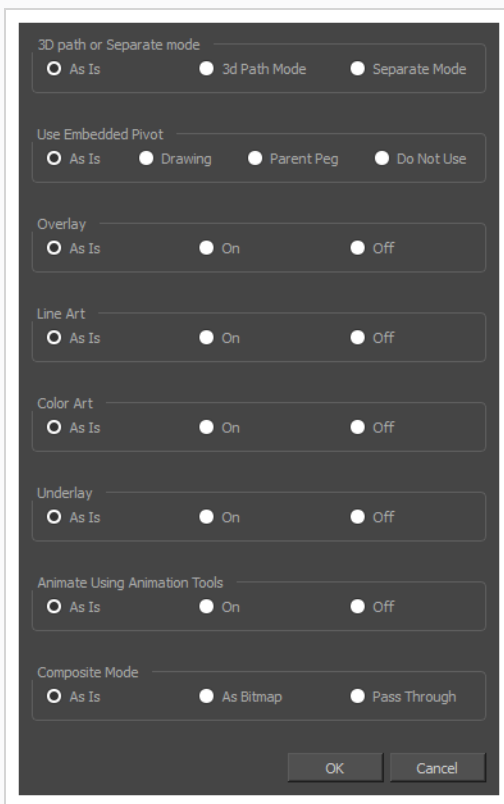 3D path or Separate mode
As Is 3d Path Mode Separate Mode
Use Embedded Pivot
As Is Drawing Parent Peg Do Not Use
Overlay
As Is On Off
Line Art
As Is On Off
Color Art
As Is On Off
Underlay
As Is On Off
Animate Using Animation Tools
As Is On Off
Composite Mode
As Is As Bitmap Pass Through
OK Cancel